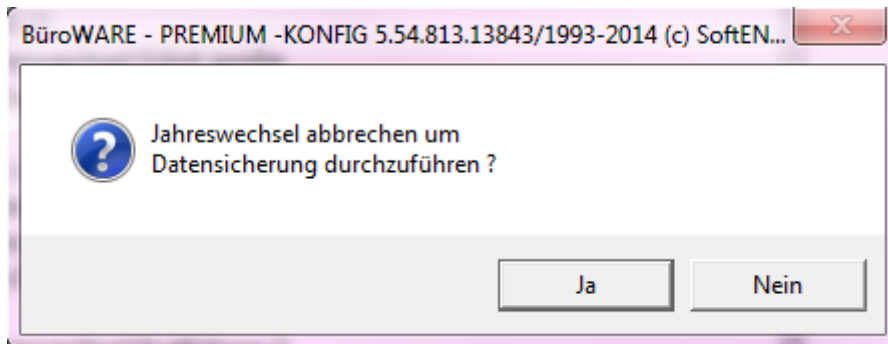 BüroWARE - PREMIUM -KONFIG 5.54.813.13843/1993-2014 (c) SoftEN...
Jahreswechsel abbrechen um
Datensicherung durchzuführen ?
Ja
Nein